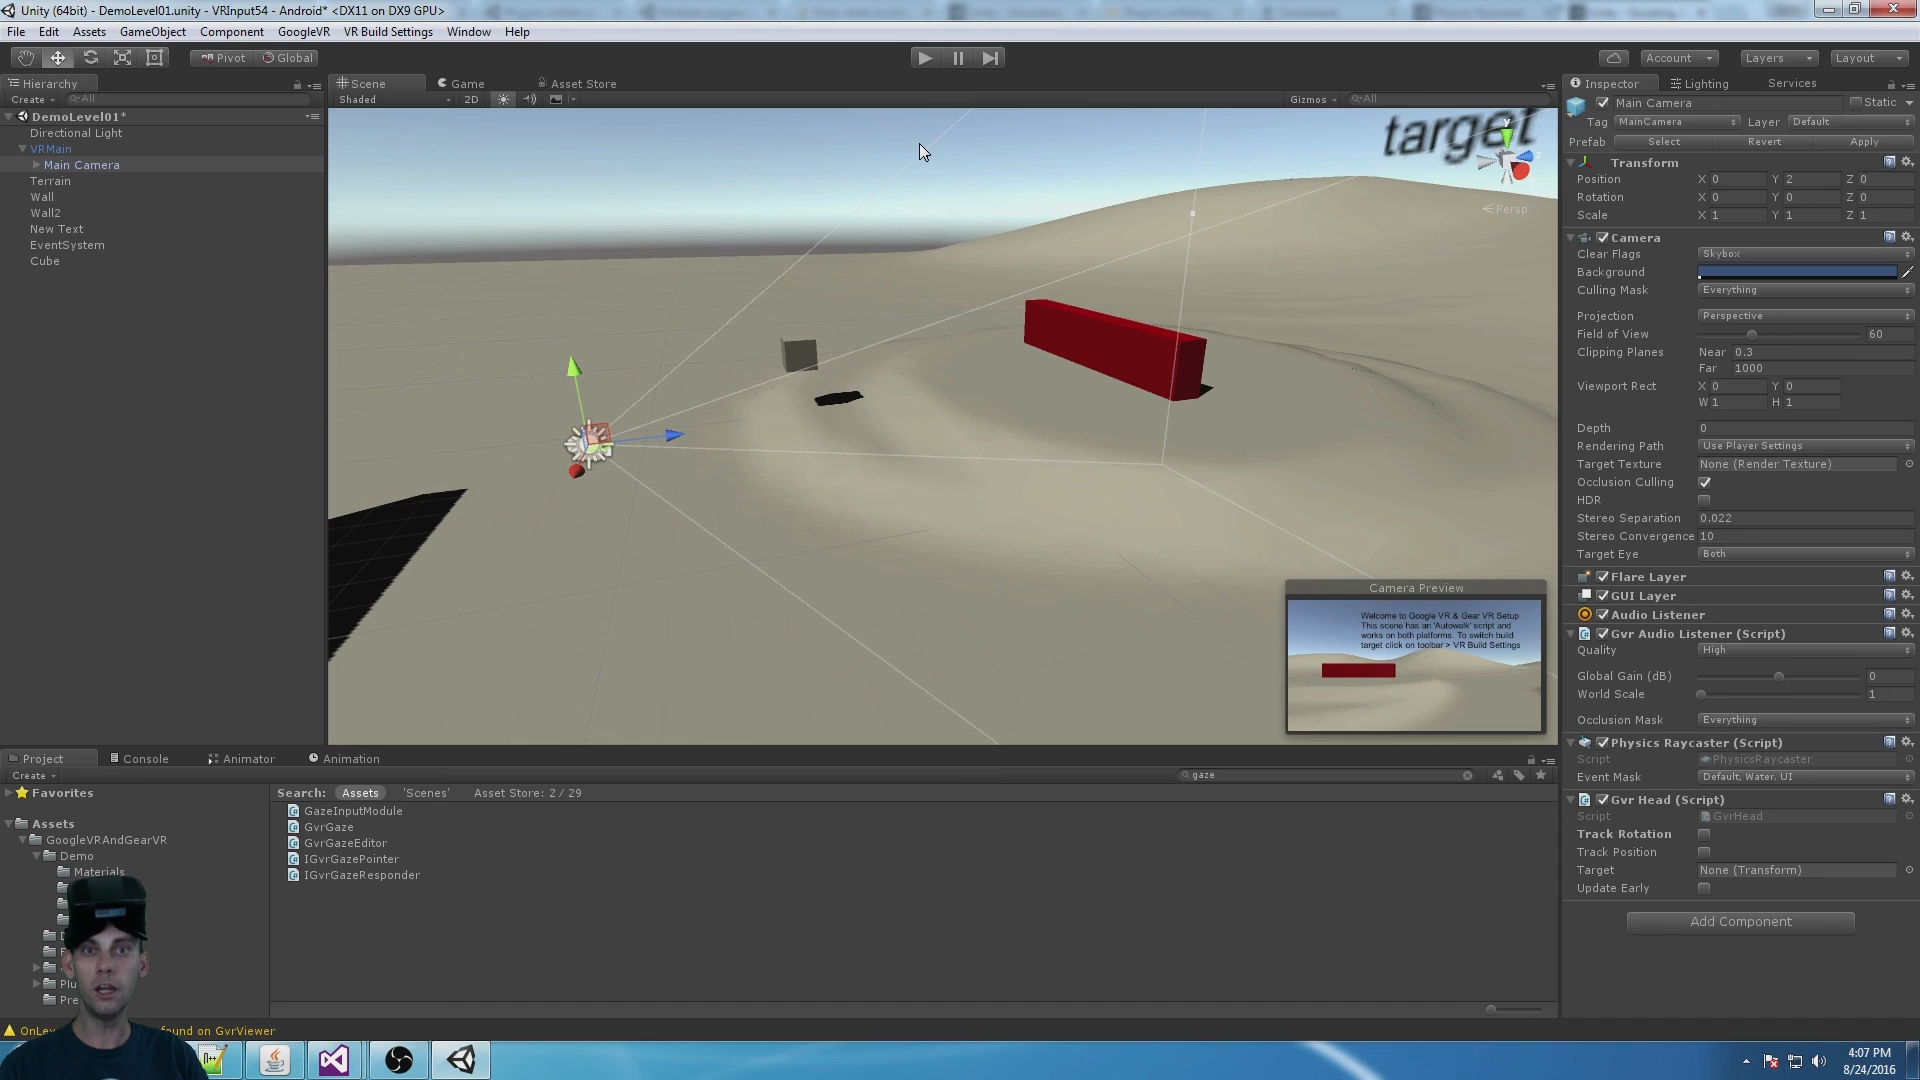 Unity (64bit) - DemoLevel01.unity - VRInput54 - Android* <DX11 on DX9 GPU>
File Edit Assets GameObject Component GoogleVR VR Build Settings Window Help
Pivot Global Account Layers Layout
Hierarchy
Create All
DemoLevel01*
Directional Light
VRMain
Main Camera
Terrain
Wall
Wall2
New Text
EventSystem
Cube
Scene Game Asset Store
Shaded 2D Gizmos All
target
y
Persp
Camera Preview
Welcome to Google VR & Gear VR Setup
This scene has an 'Autowalk' script and
works on both platforms. To switch build
target click on toolbar > VR Build Settings
Inspector Lighting Services
Main Camera Static
Tag MainCamera Layer Default
Prefab Select Revert Apply
Transform
Position X 0 Y 2 Z 0
Rotation X 0 Y 0 Z 0
Scale X 1 Y 1 Z 1
Camera
Clear Flags Skybox
Background
Culling Mask Everything
Projection Perspective
Field of View 60
Clipping Planes Near 0.3
Far 1000
Viewport Rect X 0 Y 0
W 1 H 1
Depth 0
Rendering Path Use Player Settings
Target Texture None (Render Texture)
Occlusion Culling
HDR
Stereo Separation 0.022
Stereo Convergence 10
Target Eye Both
Flare Layer
GUI Layer
Audio Listener
Gvr Audio Listener (Script)
Quality High
Global Gain (dB) 0
World Scale 1
Occlusion Mask Everything
Physics Raycaster (Script)
Script PhysicsRaycaster
Event Mask Default, Water, UI
Gvr Head (Script)
Script GvrHead
Track Rotation
Track Position
Target None (Transform)
Update Early
Add Component
Project Console Animator Animation
Create gaze
Favorites
Assets
GoogleVRAndGearVR
Demo
Materials
Plu
Pre
Search: Assets 'Scenes' Asset Store: 2 / 29
GazeInputModule
GvrGaze
GvrGazeEditor
IGvrGazePointer
IGvrGazeResponder
OnLev found on GvrViewer
4:07 PM
8/24/2016